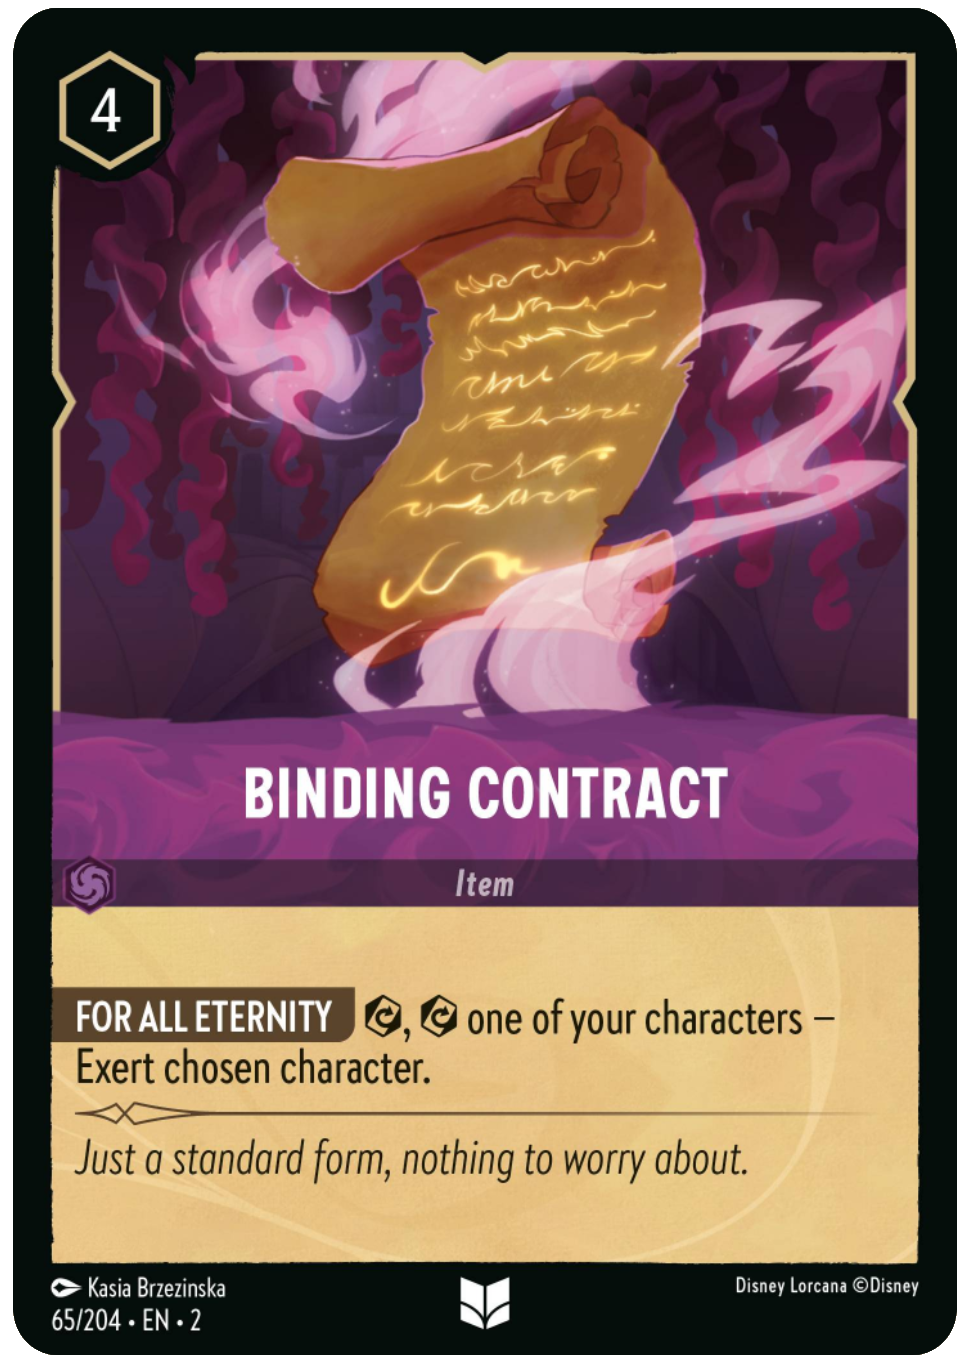 4
BINDING CONTRACT
Item
FOR ALL ETERNITY , one of your characters –
Exert chosen character.
Just a standard form, nothing to worry about.
Kasia Brzezinska
Disney Lorcana ©Disney
65/204 • EN • 2